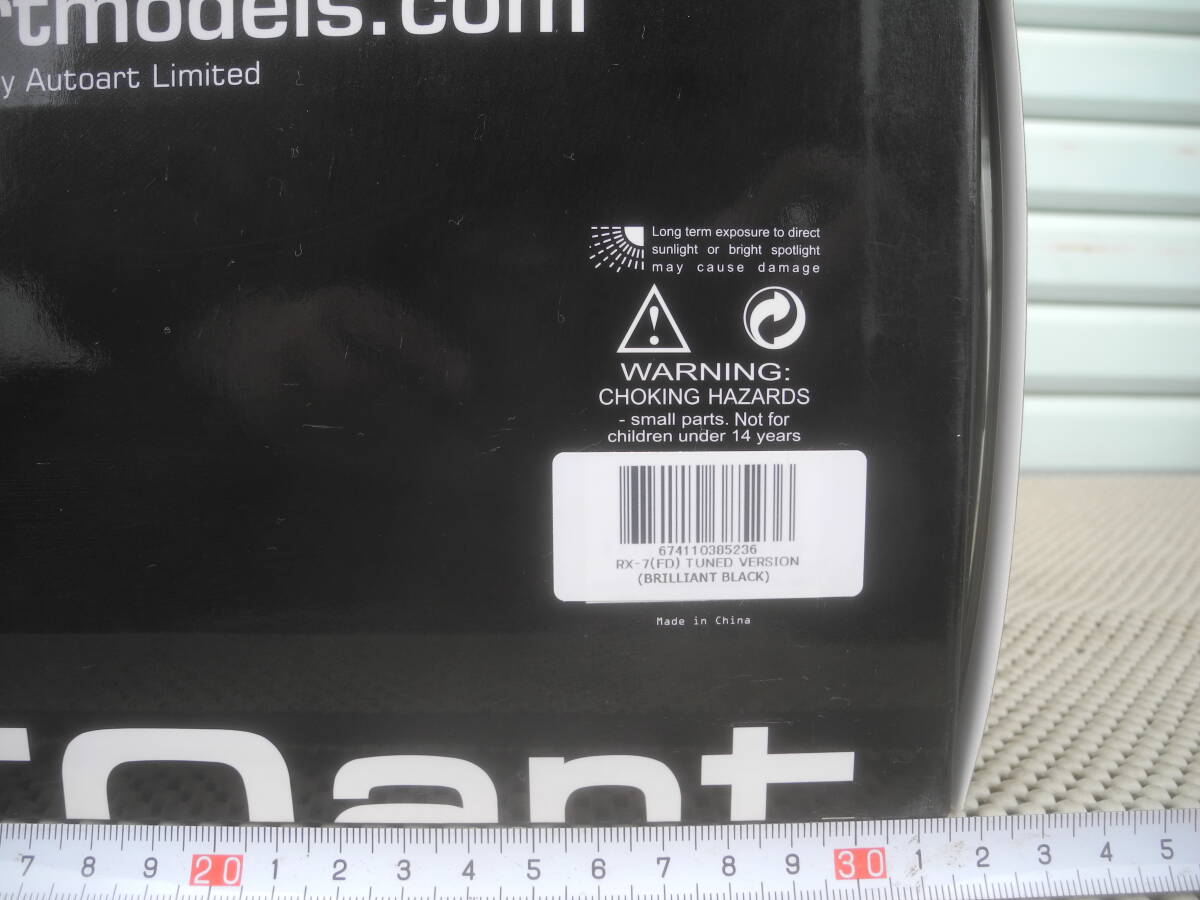 rtmodels.com
y Autoart Limited
Long term exposure to direct
sunlight or bright spotlight
may cause damage
WARNING:
CHOKING HAZARDS
- small parts. Not for
children under 14 years
674110385236
RX-7(FD) TUNED VERSION
(BRILLIANT BLACK)
Made in China
oart
7 8 9 20 1 2 3 4 5 6 7 8 9 30 1 2 3 4 5